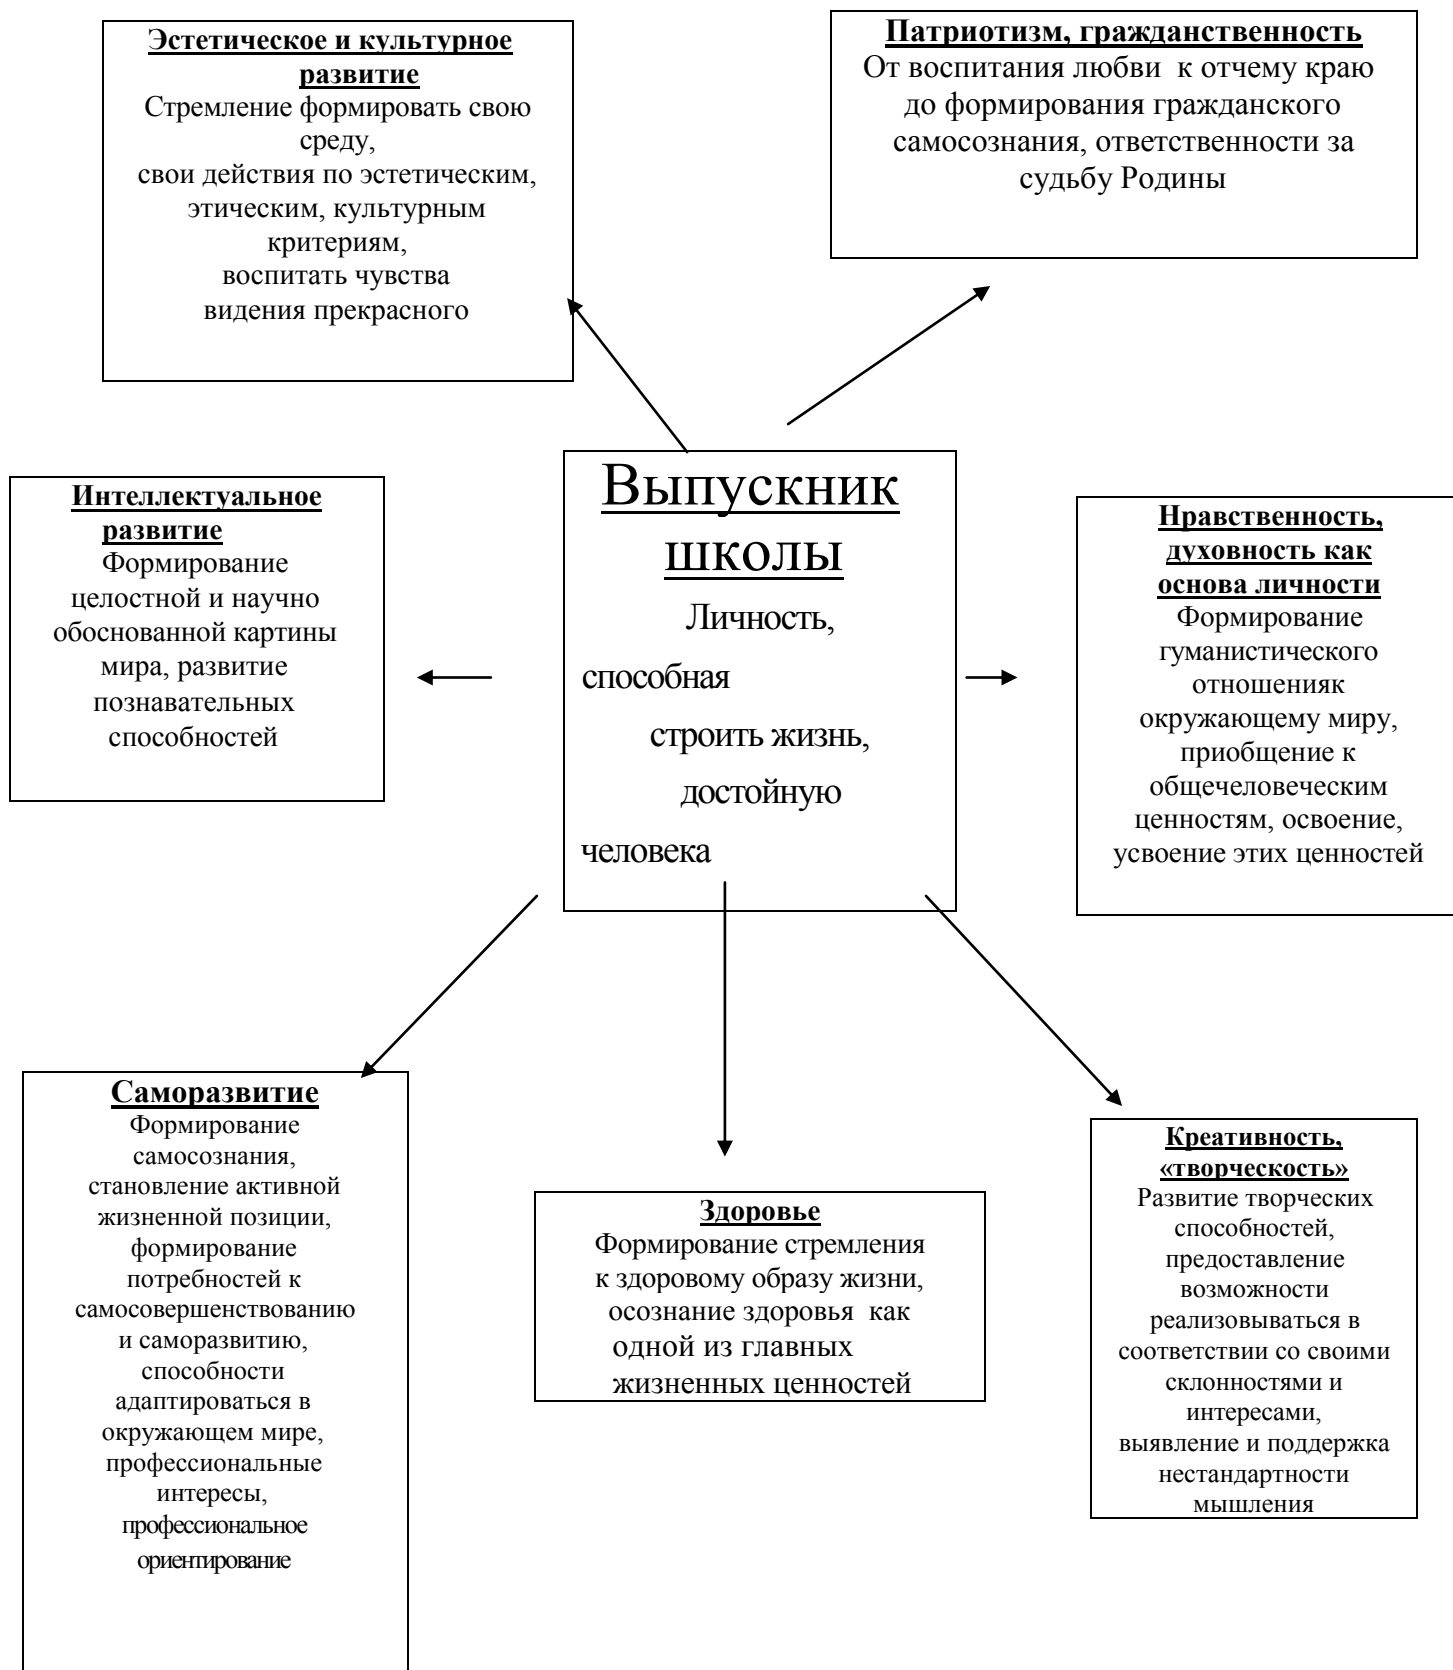 Эстетическое и культурное
развитие
Стремление формировать свою
среду,
свои действия по эстетическим,
этическим, культурным
критериям,
воспитать чувства
видения прекрасного
Патриотизм, гражданственность
От воспитания любви к отчему краю
до формирования гражданского
самосознания, ответственности за
судьбу Родины
Интеллектуальное
развитие
Формирование
целостной и научно
обоснованной картины
мира, развитие
познавательных
способностей
Выпускник
школы
Личность,
способная
строить жизнь,
достойную
человека
Нравственность,
духовность как
основа личности
Формирование
гуманистического
отношенияк
окружающему миру,
приобщение к
общечеловеческим
ценностям, освоение,
усвоение этих ценностей
Саморазвитие
Формирование
самосознания,
становление активной
жизненной позиции,
формирование
потребностей к
самосовершенствованию
и саморазвитию,
способности
адаптироваться в
окружающем мире,
профессиональные
интересы,
профессиональное
ориентирование
Здоровье
Формирование стремления
к здоровому образу жизни,
осознание здоровья как
одной из главных
жизненных ценностей
Креативность,
«творческость»
Развитие творческих
способностей,
предоставление
возможности
реализовываться в
соответствии со своими
склонностями и
интересами,
выявление и поддержка
нестандартности
мышления